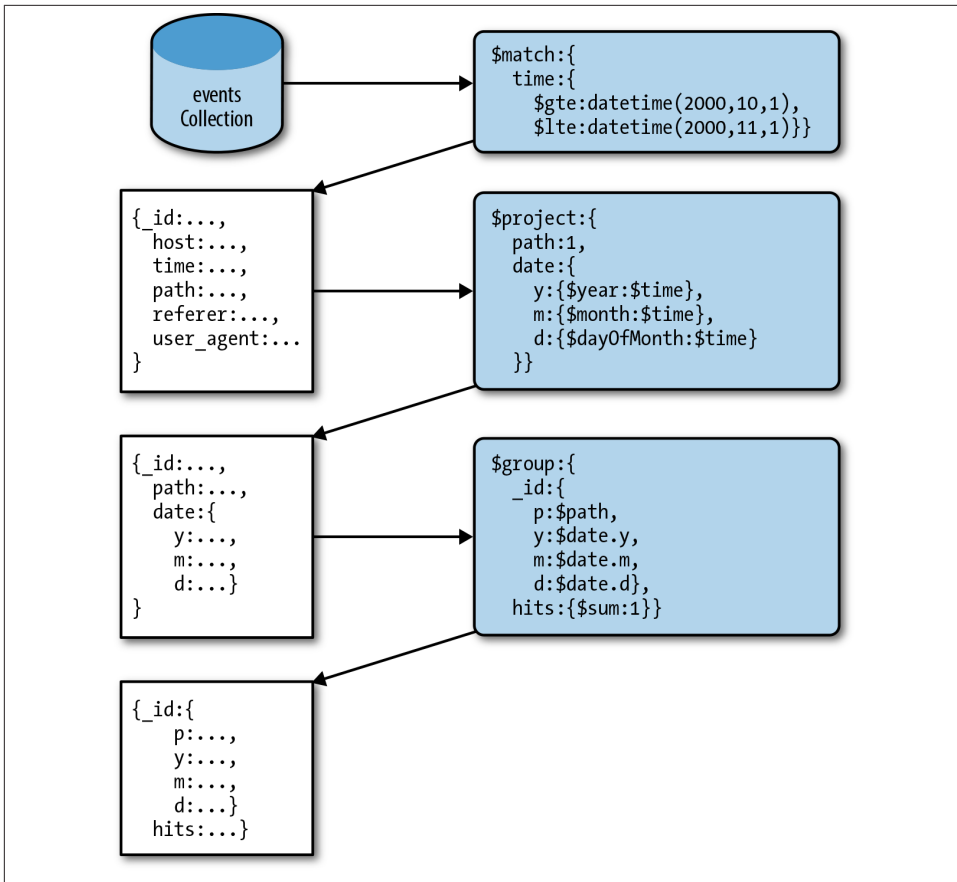 events
Collection
$match:{
  time:{
    $gte:datetime(2000,10,1),
    $lte:datetime(2000,11,1)}}
{_id:...,
  host:...,
  time:...,
  path:...,
  referer:...,
  user_agent:...
}
$project:{
  path:1,
  date:{
    y:{$year:$time},
    m:{$month:$time},
    d:{$dayOfMonth:$time}
  }}
{_id:...,
  path:...,
  date:{
    y:...,
    m:...,
    d:...}
}
$group:{
  _id:{
    p:$path,
    y:$date.y,
    m:$date.m,
    d:$date.d},
  hits:{$sum:1}}
{_id:{
    p:...,
    y:...,
    m:...,
    d:...}
  hits:...}